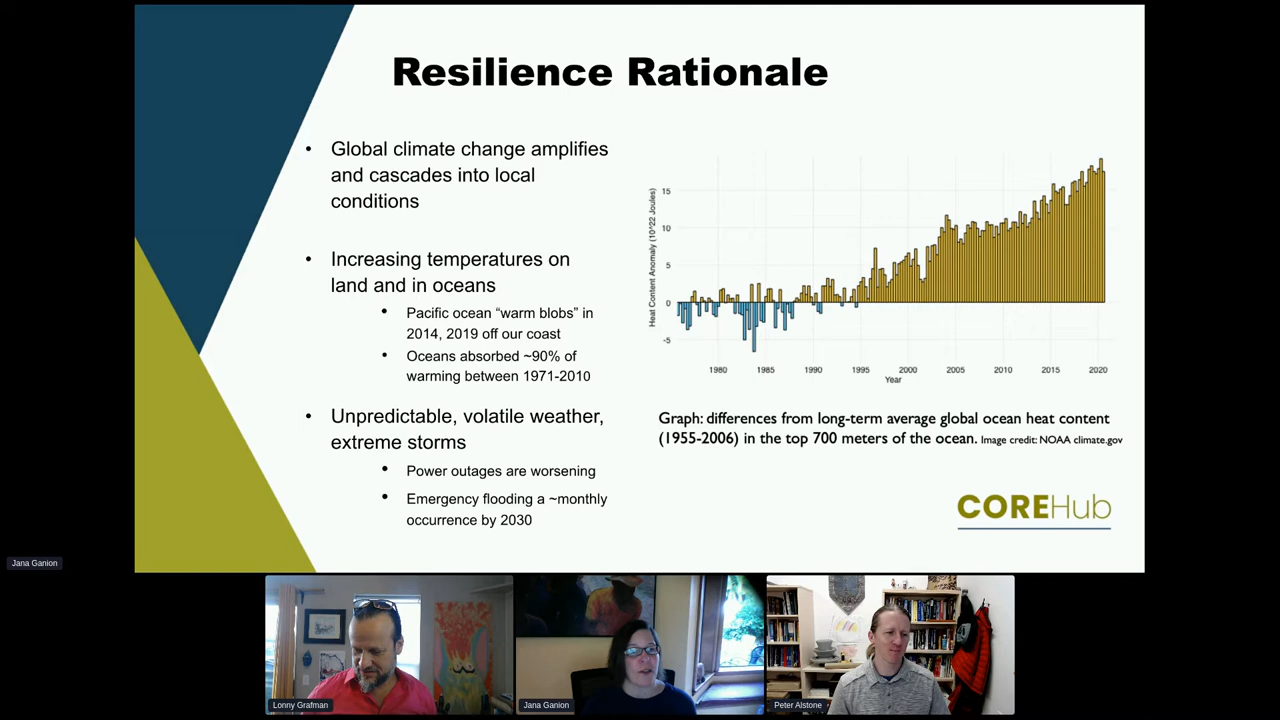 Resilience Rationale
• Global climate change amplifies
and cascades into local
conditions
• Increasing temperatures on
land and in oceans
• Pacific ocean “warm blobs” in
2014, 2019 off our coast
• Oceans absorbed ~90% of
warming between 1971-2010
• Unpredictable, volatile weather,
extreme storms
• Power outages are worsening
• Emergency flooding a ~monthly
occurrence by 2030
Heat Content Anomaly (10^22 Joules)
15
10
5
0
-5
1980 1985 1990 1995 2000 2005 2010 2015 2020
Year
Graph: differences from long-term average global ocean heat content
(1955-2006) in the top 700 meters of the ocean. Image credit: NOAA climate.gov
COREHub
Jana Ganion
Lonny Grafman
Jana Ganion
Peter Alstone